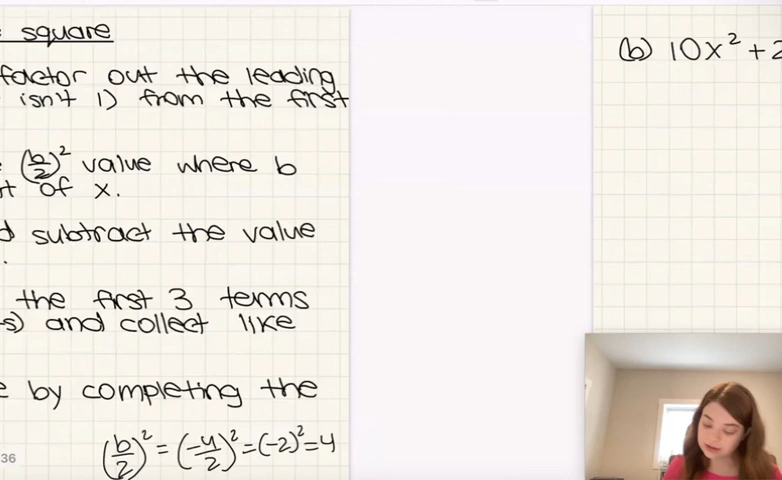 square
factor out the leading
isn't 1) from the first
(b/2)² value where b
of x.
subtract the value
the first 3 terms
and collect like
by completing the
(b/2)² = (-4/2)² = (-2)² = 4
36
(b) 10x² + 2